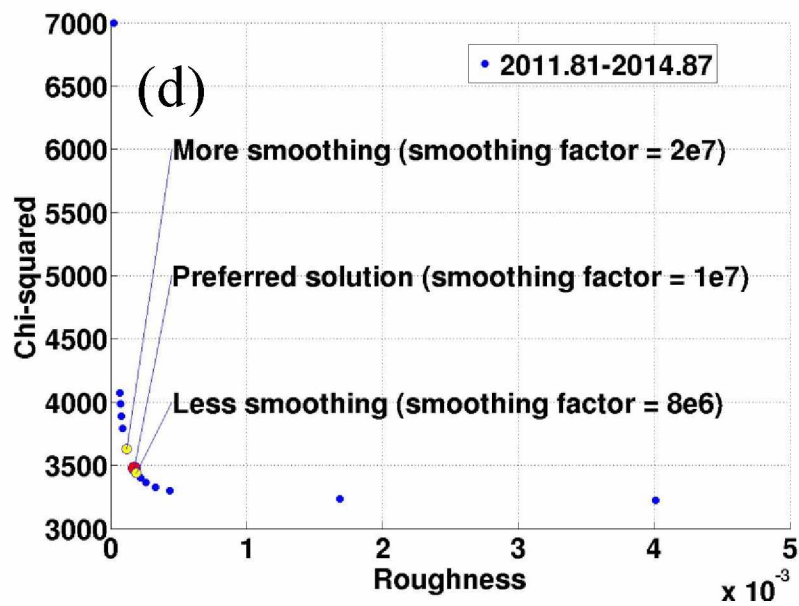 7000
2011.81-2014.87
6500
(d)
6000
More smoothing (smoothing factor = 2e7)
5500
Chi-squared
5000
Preferred solution (smoothing factor = 1e7)
4500
4000
Less smoothing (smoothing factor = 8e6)
3500
3000
0 1 2 3 4 5
Roughness
x 10⁻³